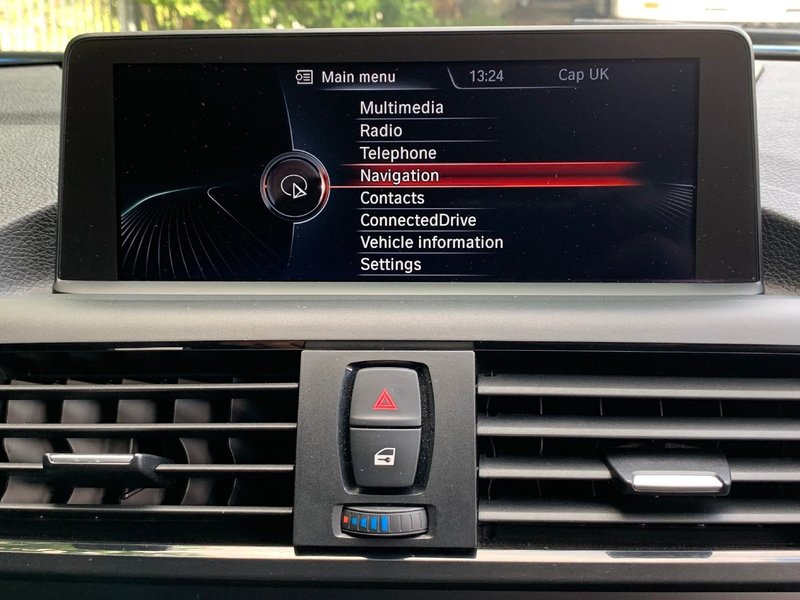 Main menu 13:24 Cap UK
Multimedia
Radio
Telephone
Navigation
Contacts
ConnectedDrive
Vehicle information
Settings